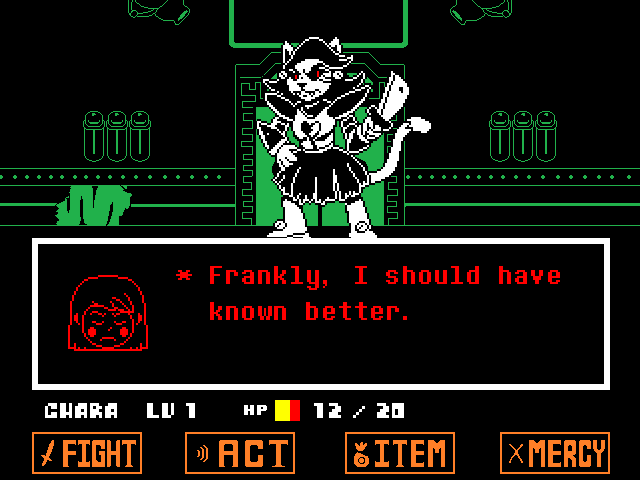 * Frankly, I should have
known better.
CHARA LV 1 HP 12 / 20
FIGHT ACT ITEM MERCY